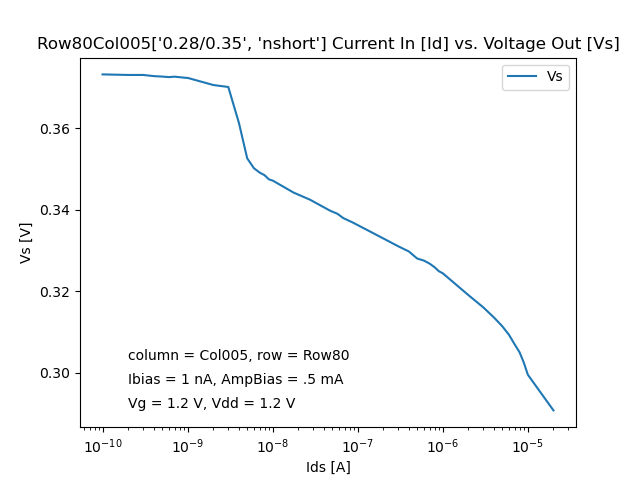 Row80Col005['0.28/0.35', 'nshort'] Current In [Id] vs. Voltage Out [Vs]
Vs
0.36
0.34
0.32
0.30
Vs [V]
column = Col005, row = Row80
Ibias = 1 nA, AmpBias = .5 mA
Vg = 1.2 V, Vdd = 1.2 V
10⁻¹⁰ 10⁻⁹ 10⁻⁸ 10⁻⁷ 10⁻⁶ 10⁻⁵
Ids [A]